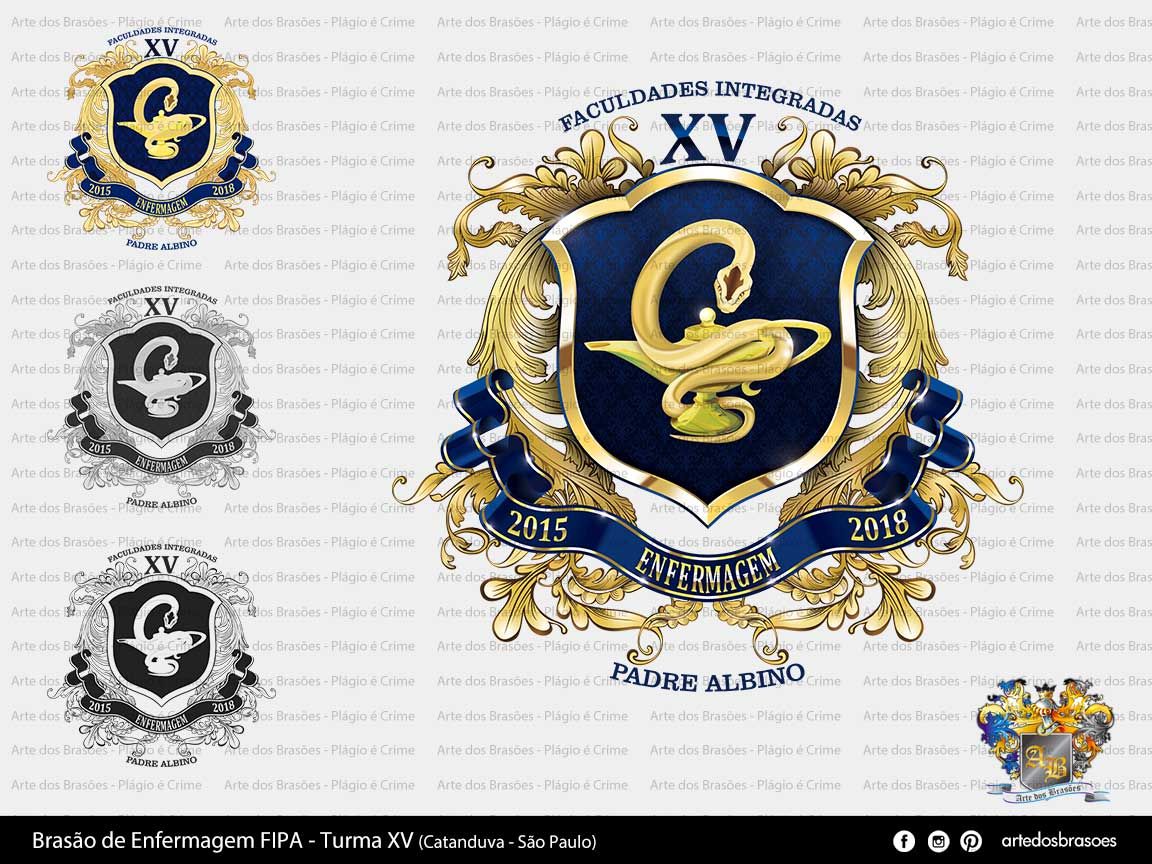 Arte dos Brasões - Plágio é Crime
FACULDADES INTEGRADAS
XV
2015 ENFERMAGEM 2018
PADRE ALBINO
FACULDADES INTEGRADAS
XV
2015 ENFERMAGEM 2018
PADRE ALBINO
FACULDADES INTEGRADAS
XV
2015 ENFERMAGEM 2018
PADRE ALBINO
FACULDADES INTEGRADAS
XV
2015 ENFERMAGEM 2018
PADRE ALBINO
AB
Arte dos Brasões
Brasão de Enfermagem FIPA - Turma XV (Catanduva - São Paulo)
artedosbrasoes